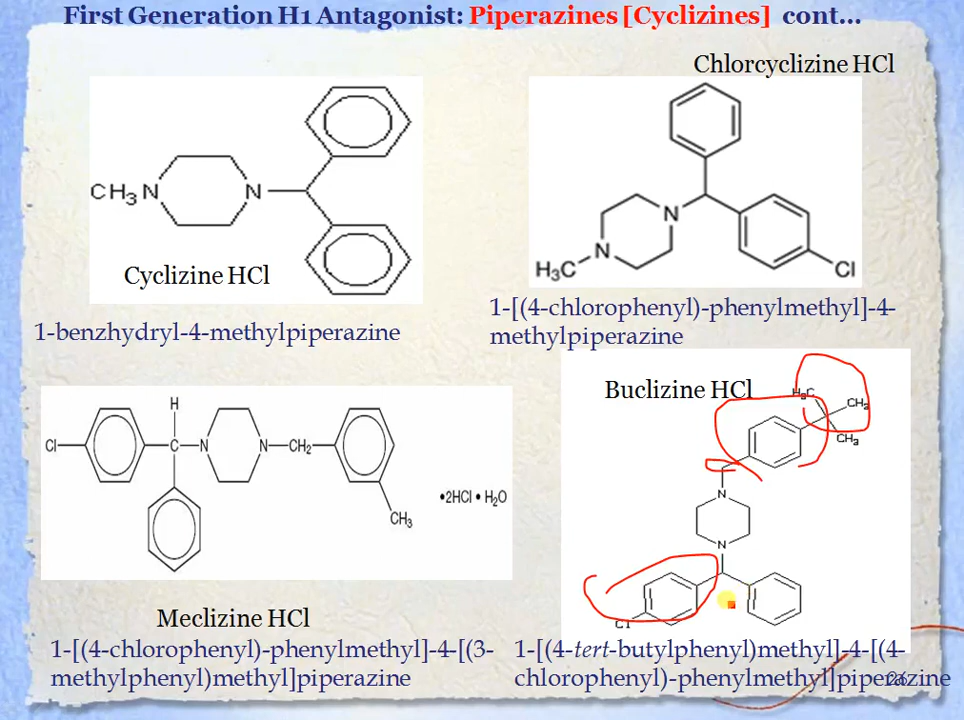 First Generation H1 Antagonist: Piperazines [Cyclizines] cont...
Chlorcyclizine HCl
CH3 N N
Cyclizine HCl
N
N
H3C
Cl
1-benzhydryl-4-methylpiperazine
1-[(4-chlorophenyl)-phenylmethyl]-4-
methylpiperazine
Buclizine HCl
H3C
CH3
CH3
N
N
Cl
H
Cl C N N CH2
CH3
•2HCl • H2O
Meclizine HCl
1-[(4-chlorophenyl)-phenylmethyl]-4-[(3-
methylphenyl)methyl]piperazine
1-[(4-tert-butylphenyl)methyl]-4-[(4-
chlorophenyl)-phenylmethyl]piperazine
26